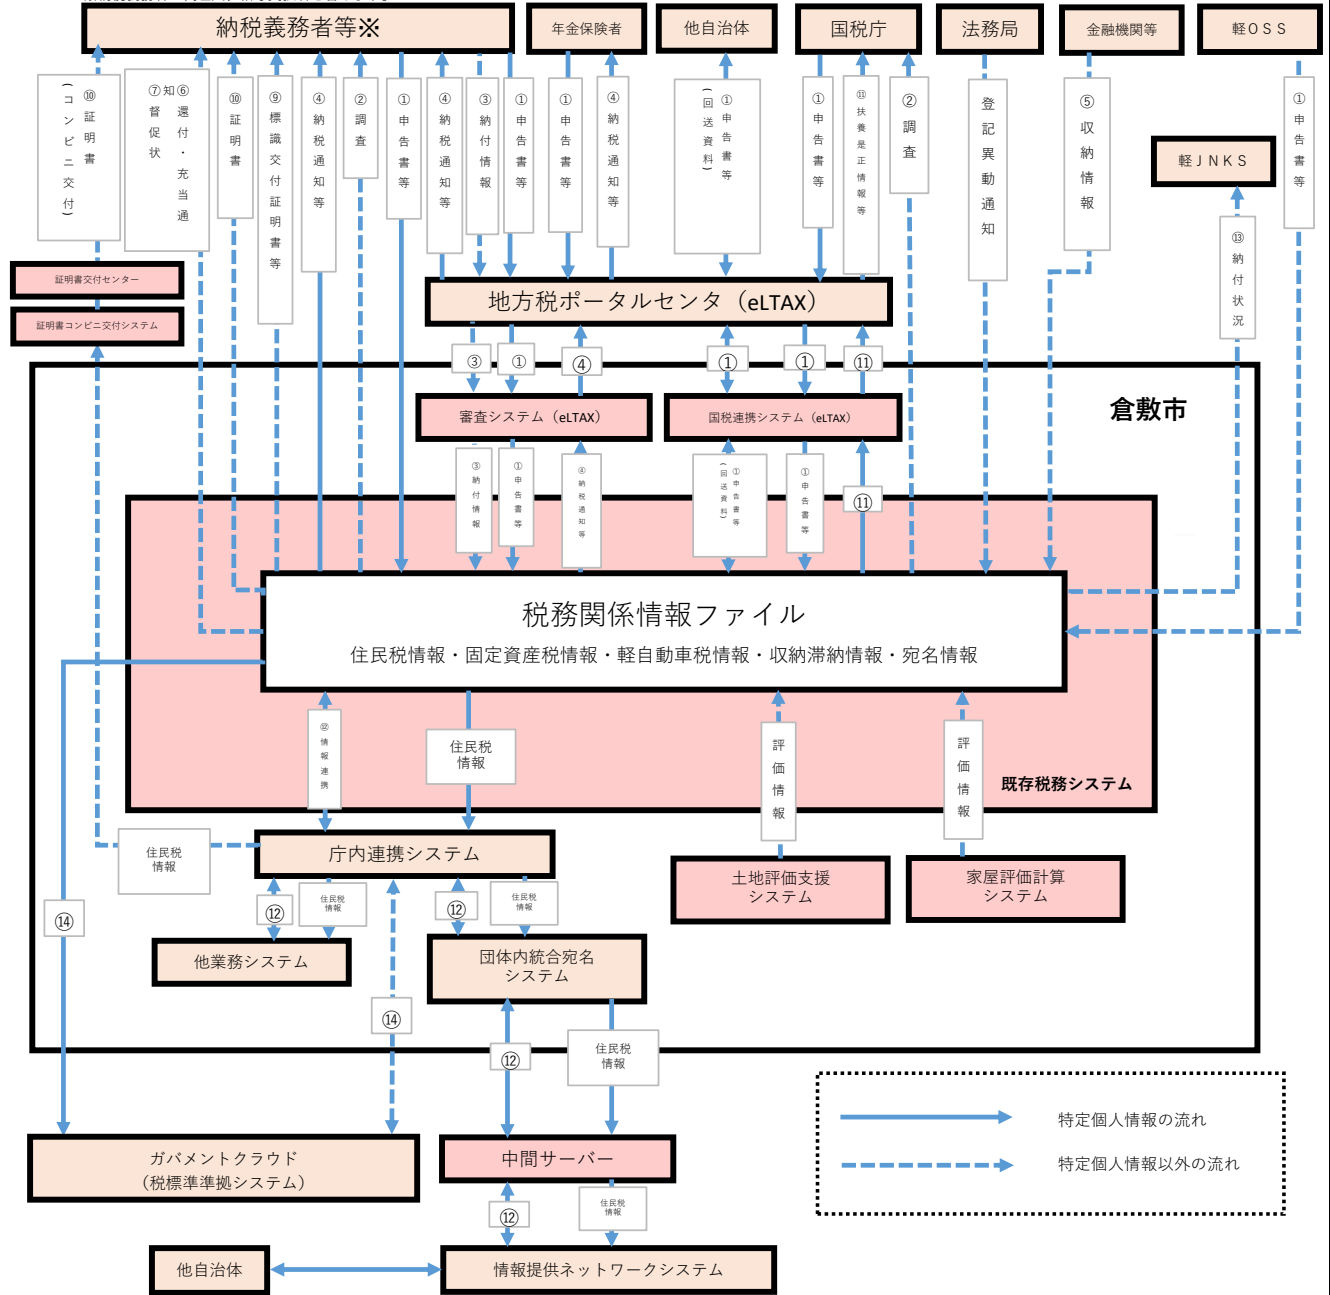 納税義務者等※
年金保険者
他自治体
国税庁
法務局
金融機関等
軽OSS
⑩証明書
(コンビニ交付)
⑥還付・充当通
知
⑦督促状
⑩証明書
⑨標識交付証明書等
④納税通知等
②調査
①申告書等
④納税通知等
③納付情報
①申告書等
①申告書等
④納税通知等
①申告書等
(回送資料)
①申告書等
⑪扶養是正情報等
②調査
登記異動通知
⑤収納情報
①申告書等
軽JNKS
⑬納付状況
証明書交付センター
証明書コンビニ交付システム
地方税ポータルセンタ(eLTAX)
③
①
④
①
①
⑪
審査システム(eLTAX)
国税連携システム(eLTAX)
倉敷市
③納付情報
①申告書等
④納税通知等
①申告書等
(回送資料)
①申告書等
⑪
税務関係情報ファイル
住民税情報・固定資産税情報・軽自動車税情報・収納滞納情報・宛名情報
⑫情報連携
住民税
情報
評価情報
評価情報
既存税務システム
住民税
情報
庁内連携システム
土地評価支援
システム
家屋評価計算
システム
⑭
⑫
住民税
情報
⑫
住民税
情報
他業務システム
団体内統合宛名
システム
⑭
⑫
住民税
情報
特定個人情報の流れ
特定個人情報以外の流れ
ガバメントクラウド
(税標準準拠システム)
中間サーバー
⑫
住民税
情報
他自治体
情報提供ネットワークシステム